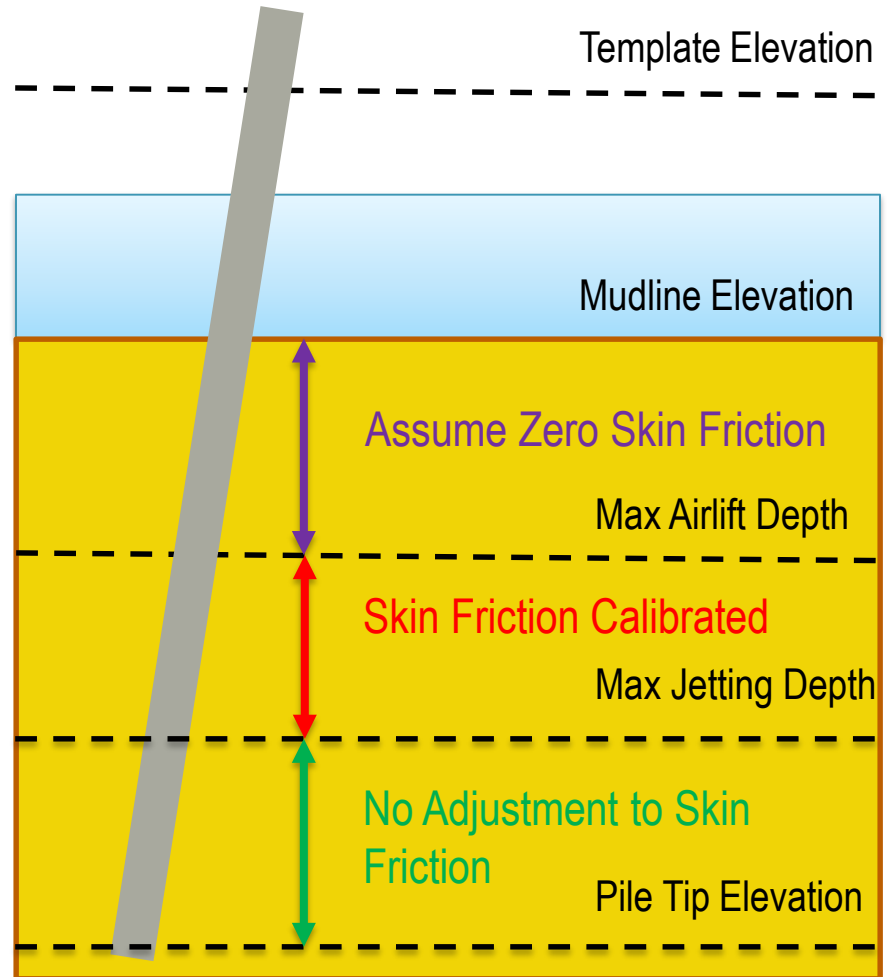 Template Elevation
Mudline Elevation
Assume Zero Skin Friction
Max Airlift Depth
Skin Friction Calibrated
Max Jetting Depth
No Adjustment to Skin
Friction
Pile Tip Elevation